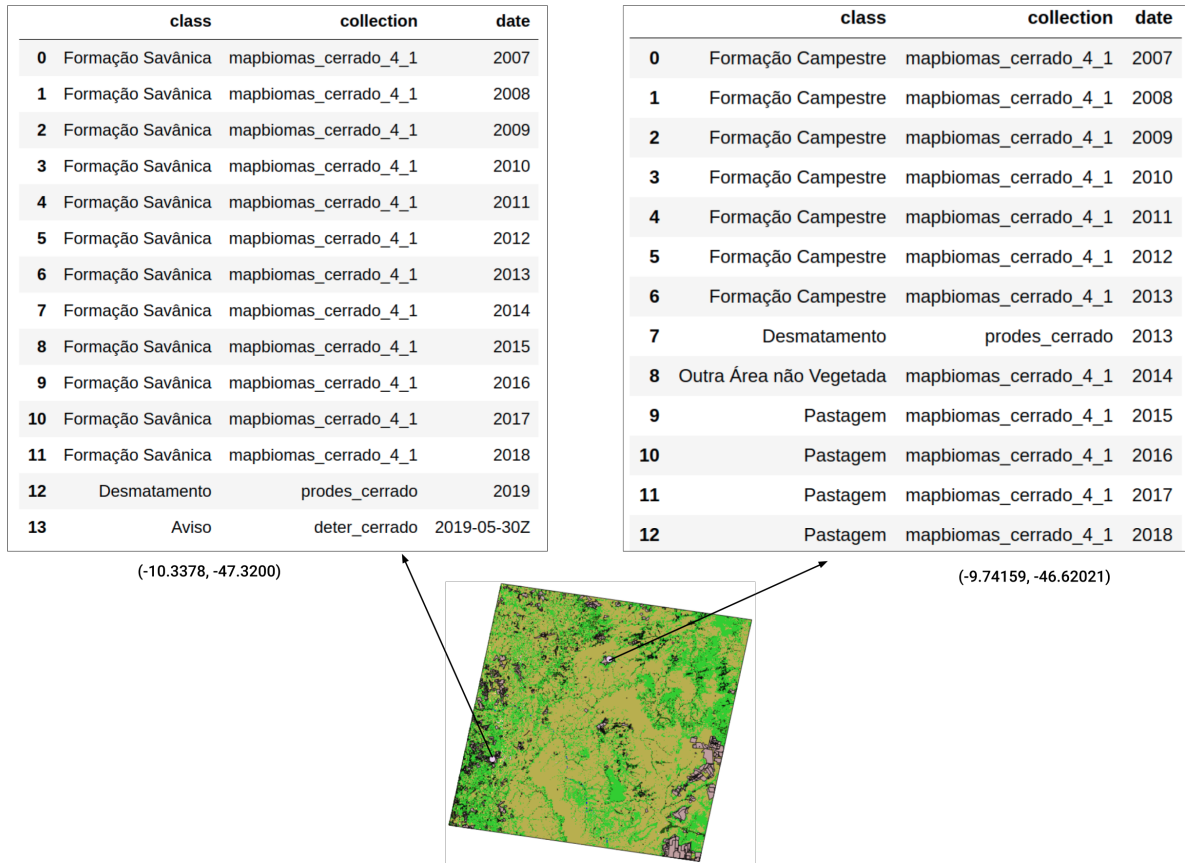 class collection date
0 Formação Savânica mapbiomas_cerrado_4_1 2007
1 Formação Savânica mapbiomas_cerrado_4_1 2008
2 Formação Savânica mapbiomas_cerrado_4_1 2009
3 Formação Savânica mapbiomas_cerrado_4_1 2010
4 Formação Savânica mapbiomas_cerrado_4_1 2011
5 Formação Savânica mapbiomas_cerrado_4_1 2012
6 Formação Savânica mapbiomas_cerrado_4_1 2013
7 Formação Savânica mapbiomas_cerrado_4_1 2014
8 Formação Savânica mapbiomas_cerrado_4_1 2015
9 Formação Savânica mapbiomas_cerrado_4_1 2016
10 Formação Savânica mapbiomas_cerrado_4_1 2017
11 Formação Savânica mapbiomas_cerrado_4_1 2018
12 Desmatamento prodes_cerrado 2019
13 Aviso deter_cerrado 2019-05-30Z
(-10.3378, -47.3200)
class collection date
0 Formação Campestre mapbiomas_cerrado_4_1 2007
1 Formação Campestre mapbiomas_cerrado_4_1 2008
2 Formação Campestre mapbiomas_cerrado_4_1 2009
3 Formação Campestre mapbiomas_cerrado_4_1 2010
4 Formação Campestre mapbiomas_cerrado_4_1 2011
5 Formação Campestre mapbiomas_cerrado_4_1 2012
6 Formação Campestre mapbiomas_cerrado_4_1 2013
7 Desmatamento prodes_cerrado 2013
8 Outra Área não Vegetada mapbiomas_cerrado_4_1 2014
9 Pastagem mapbiomas_cerrado_4_1 2015
10 Pastagem mapbiomas_cerrado_4_1 2016
11 Pastagem mapbiomas_cerrado_4_1 2017
12 Pastagem mapbiomas_cerrado_4_1 2018
(-9.74159, -46.62021)